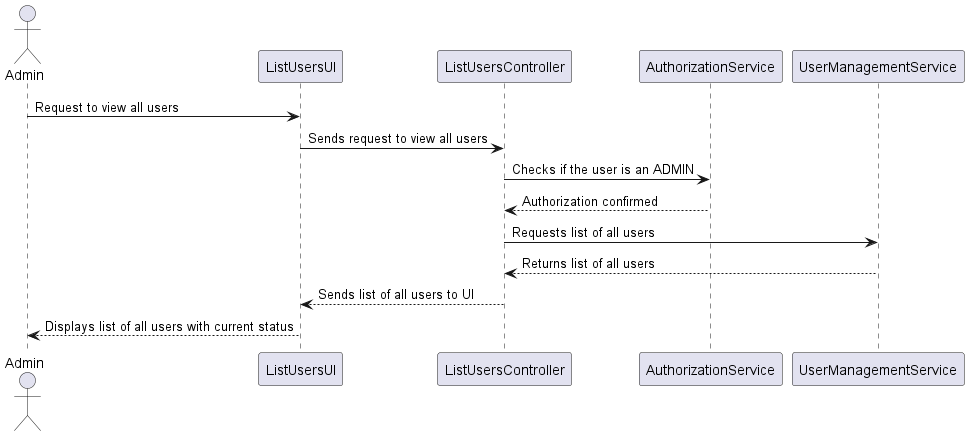 Admin
ListUsersUI
ListUsersController
AuthorizationService
UserManagementService
Request to view all users
Sends request to view all users
Checks if the user is an ADMIN
Authorization confirmed
Requests list of all users
Returns list of all users
Sends list of all users to UI
Displays list of all users with current status
Admin
ListUsersUI
ListUsersController
AuthorizationService
UserManagementService